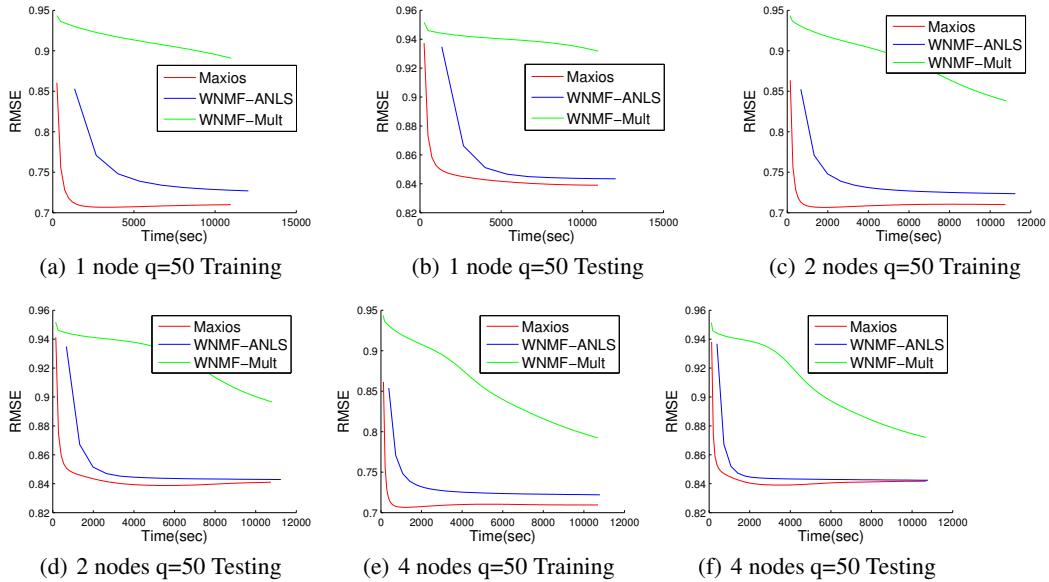 0.95
0.9
0.85
0.8
0.75
0.7
RMSE
Maxios
WNMF-ANLS
WNMF-Mult
0 5000 10000 15000
Time(sec)
(a) 1 node q=50 Training
0.96
0.94
0.92
0.9
0.88
0.86
0.84
0.82
RMSE
Maxios
WNMF-ANLS
WNMF-Mult
0 5000 10000 15000
Time(sec)
(b) 1 node q=50 Testing
0.95
0.9
0.85
0.8
0.75
0.7
RMSE
Maxios
WNMF-ANLS
WNMF-Mult
0 2000 4000 6000 8000 10000 12000
Time(sec)
(c) 2 nodes q=50 Training
0.96
0.94
0.92
0.9
0.88
0.86
0.84
0.82
RMSE
Maxios
WNMF-ANLS
WNMF-Mult
0 2000 4000 6000 8000 10000 12000
Time(sec)
(d) 2 nodes q=50 Testing
0.95
0.9
0.85
0.8
0.75
0.7
RMSE
Maxios
WNMF-ANLS
WNMF-Mult
0 2000 4000 6000 8000 10000 12000
Time(sec)
(e) 4 nodes q=50 Training
0.96
0.94
0.92
0.9
0.88
0.86
0.84
0.82
RMSE
Maxios
WNMF-ANLS
WNMF-Mult
0 2000 4000 6000 8000 10000 12000
Time(sec)
(f) 4 nodes q=50 Testing